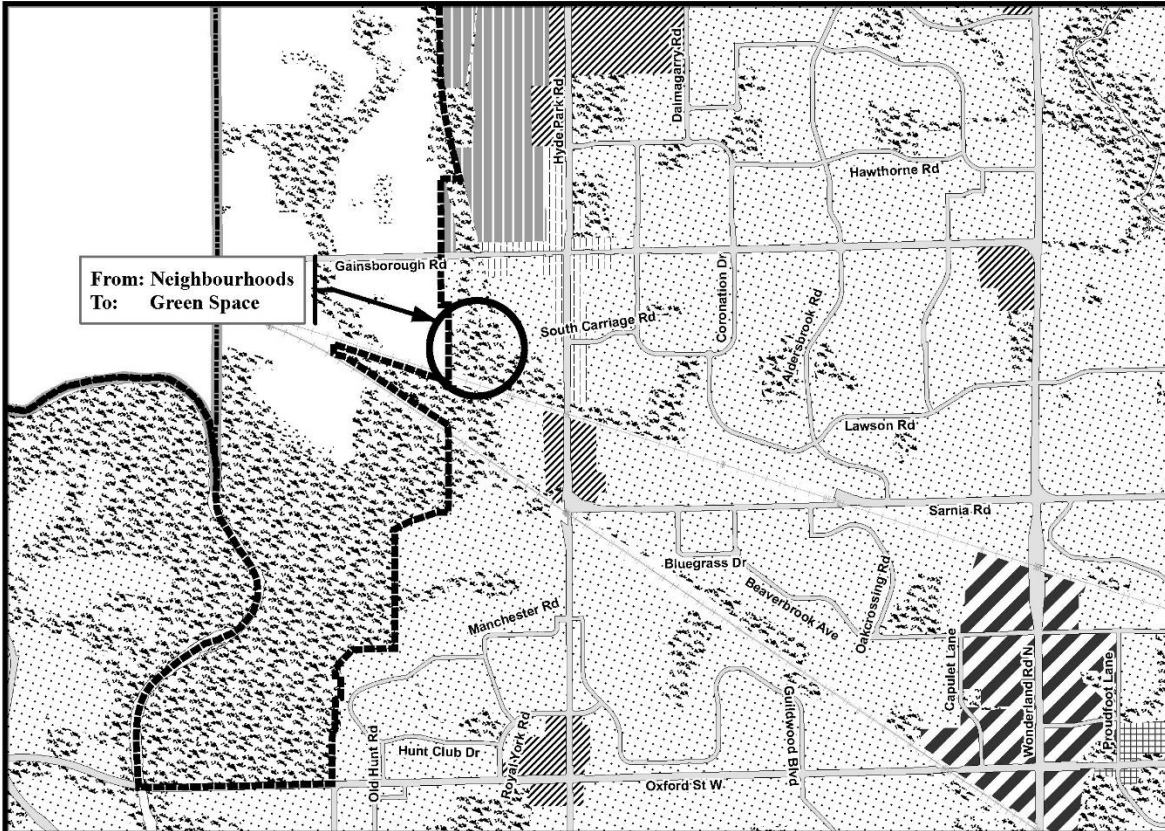 Dalmagarry Rd
Hyde Park Rd
Hawthorne Rd
From: Neighbourhoods
To: Green Space
Gainsborough Rd
Coronation Dr
South Carriage Rd
Aldersbrook Rd
Lawson Rd
Sarnia Rd
Bluegrass Dr
Beaverbrook Ave
Oakcrossing Rd
Manchester Rd
Capulet Lane
Wonderland Rd N
Proudfoot Lane
Guildwood Blvd
Old Hunt Rd
Hunt Club Dr
Royal York Rd
Oxford St W